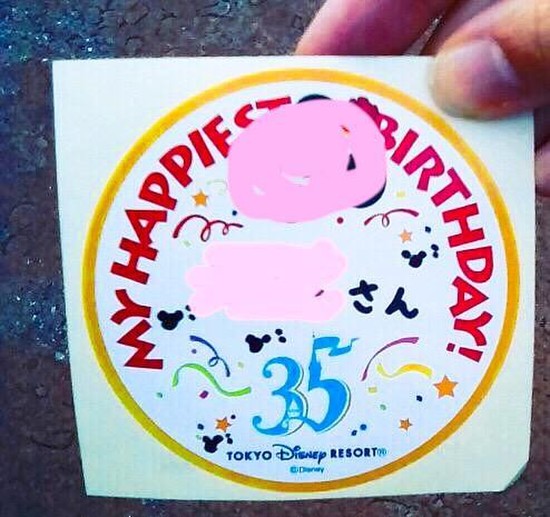 MY HAPPIEST BIRTHDAY!
さん
35
TOKYO Disney RESORT®
©Disney